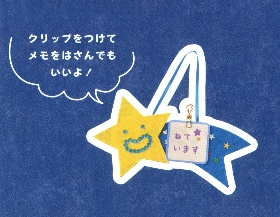 クリップをつけて
メモをはさんでも
いいよ！
ねて
います